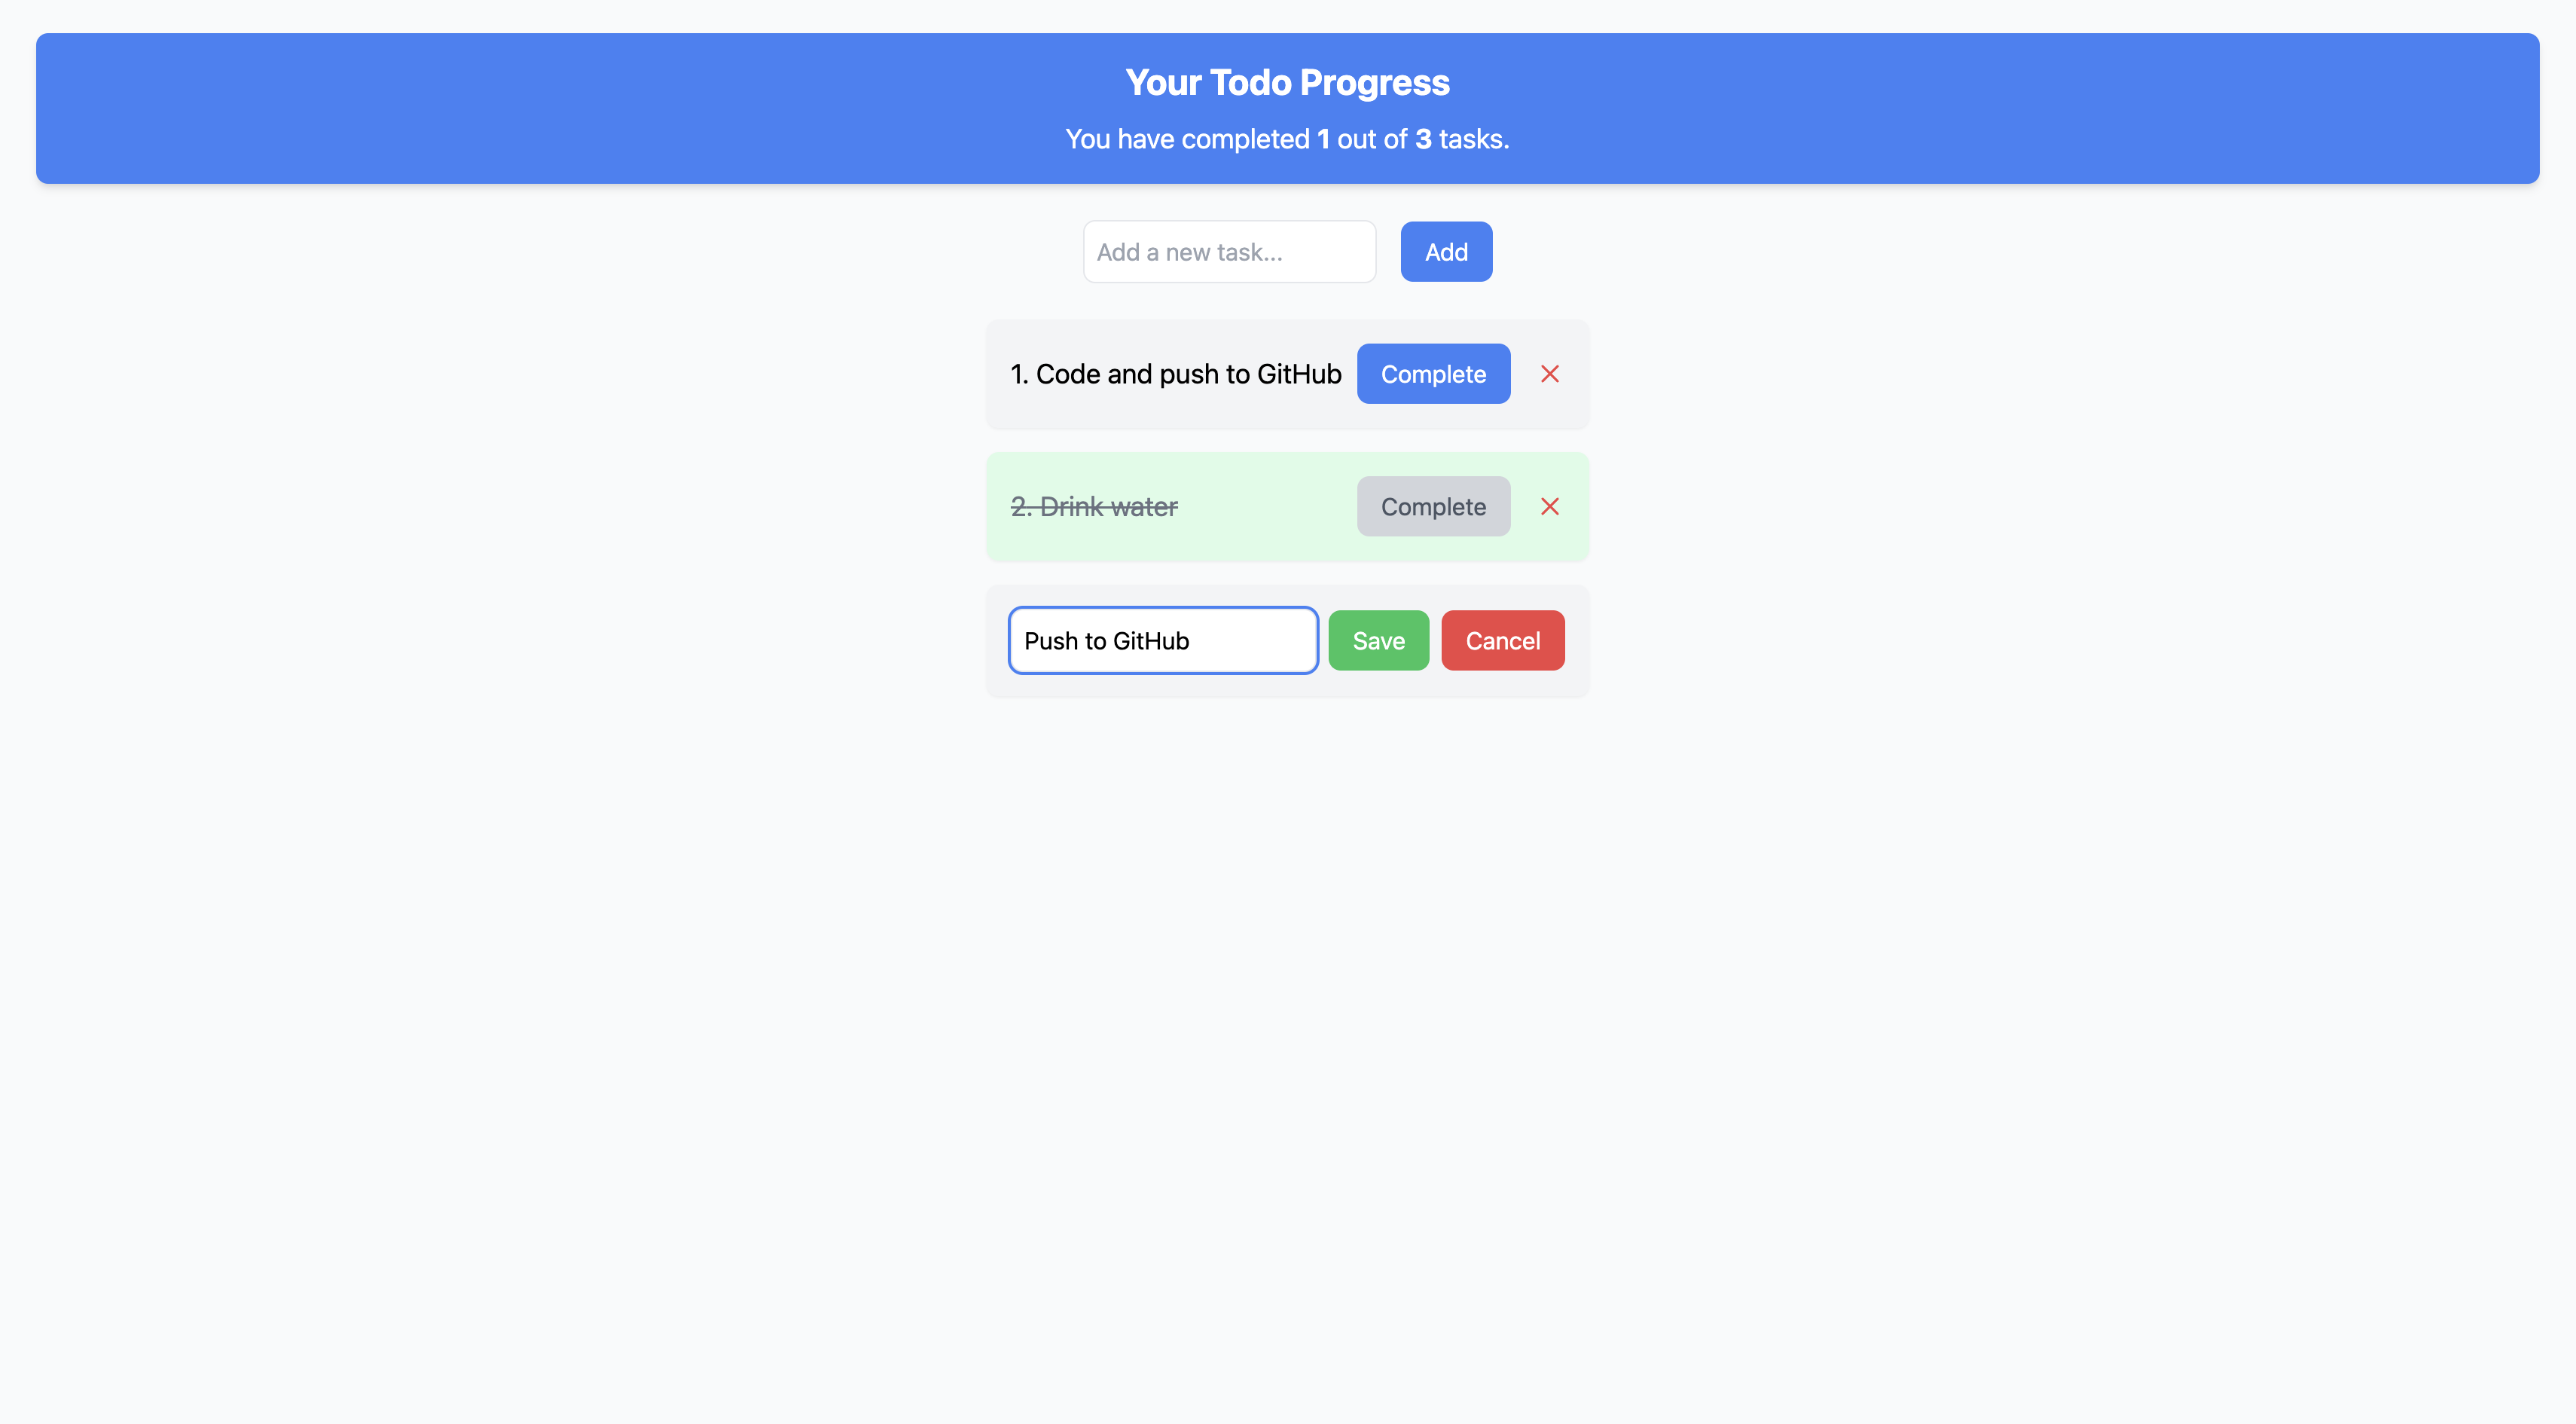 Your Todo Progress
You have completed 1 out of 3 tasks.
Add a new task...
Add
1. Code and push to GitHub
Complete
2. Drink water
Complete
Push to GitHub
Save
Cancel